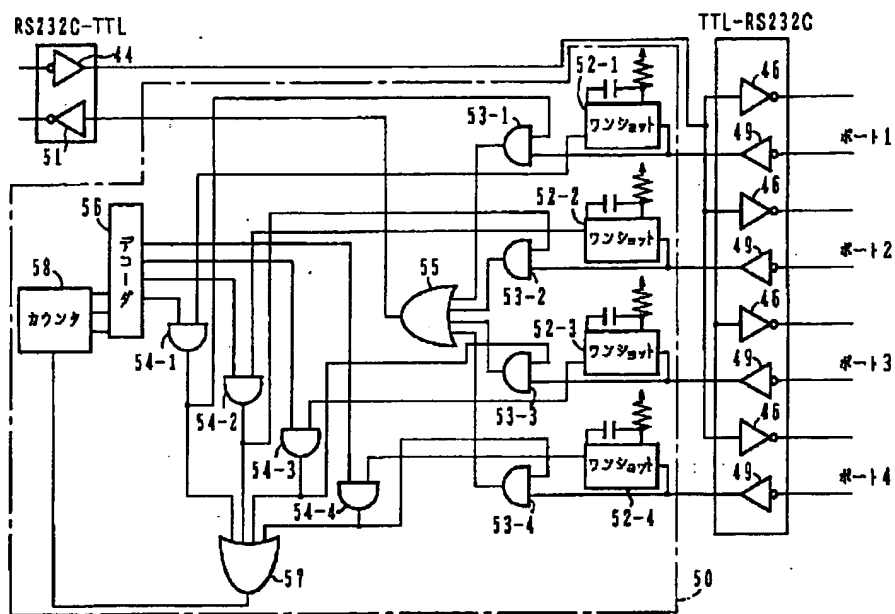 RS232C-TTL
44
51
TTL-RS232C
46
49
ポート1
46
49
ポート2
46
49
ポート3
46
49
ポート4
52-1
ワンショット
53-1
52-2
ワンショット
53-2
52-3
ワンショット
53-3
ワンショット
52-4
53-4
55
56
デコーダ
58
カウンタ
54-1
54-2
54-3
54-4
57
50